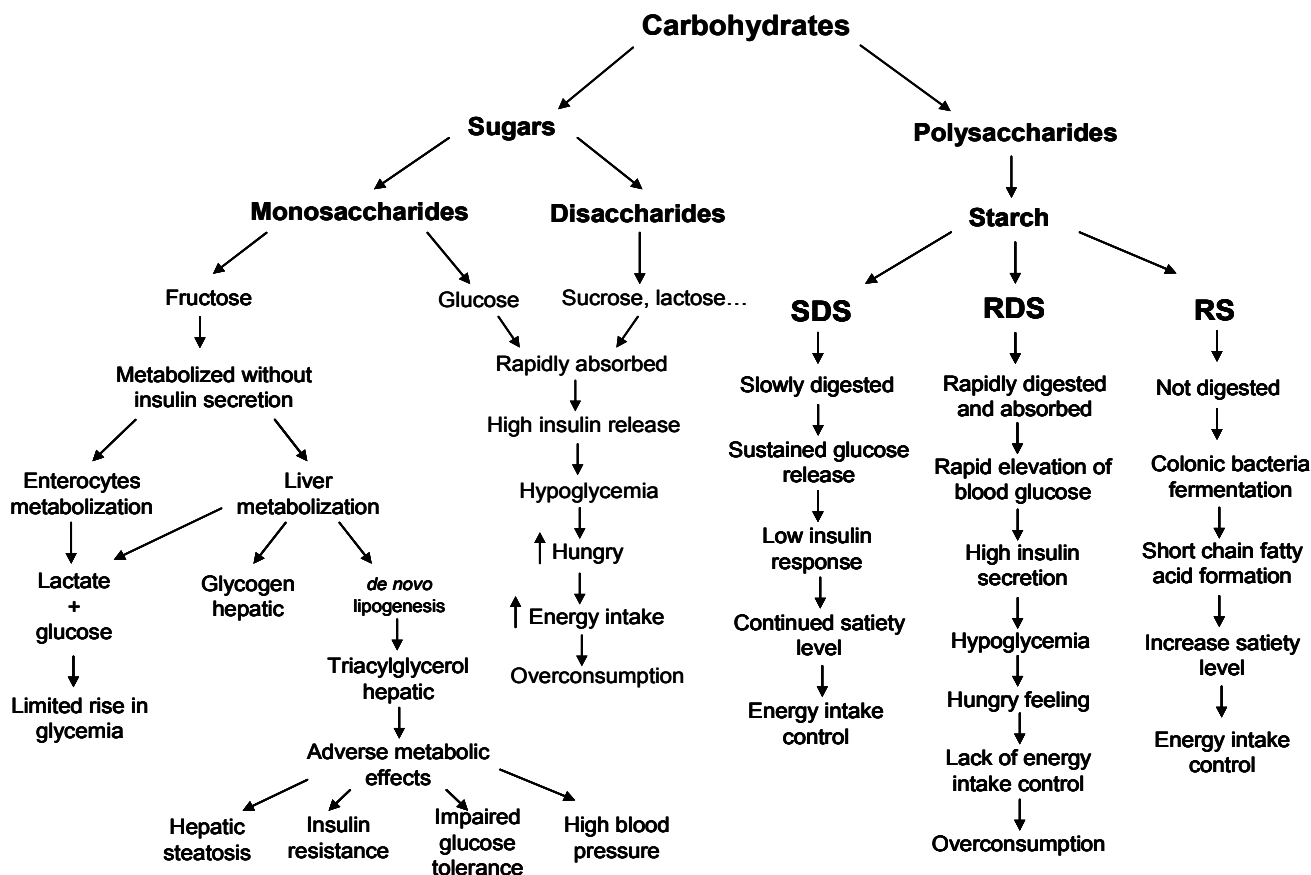 Carbohydrates
Sugars
Polysaccharides
Monosaccharides
Disaccharides
Starch
Fructose
Glucose
Sucrose, lactose…
SDS
RDS
RS
Metabolized without
insulin secretion
Enterocytes
metabolization
Liver
metabolization
Lactate
+
glucose
Limited rise in
glycemia
Glycogen
hepatic
de novo
lipogenesis
Triacylglycerol
hepatic
Adverse metabolic
effects
Hepatic
steatosis
Insulin
resistance
Impaired
glucose
tolerance
High blood
pressure
Rapidly absorbed
High insulin release
Hypoglycemia
↑ Hungry
↑ Energy intake
Overconsumption
Slowly digested
Sustained glucose
release
Low insulin
response
Continued satiety
level
Energy intake
control
Rapidly digested
and absorbed
Rapid elevation of
blood glucose
High insulin
secretion
Hypoglycemia
Hungry feeling
Lack of energy
intake control
Overconsumption
Not digested
Colonic bacteria
fermentation
Short chain fatty
acid formation
Increase satiety
level
Energy intake
control